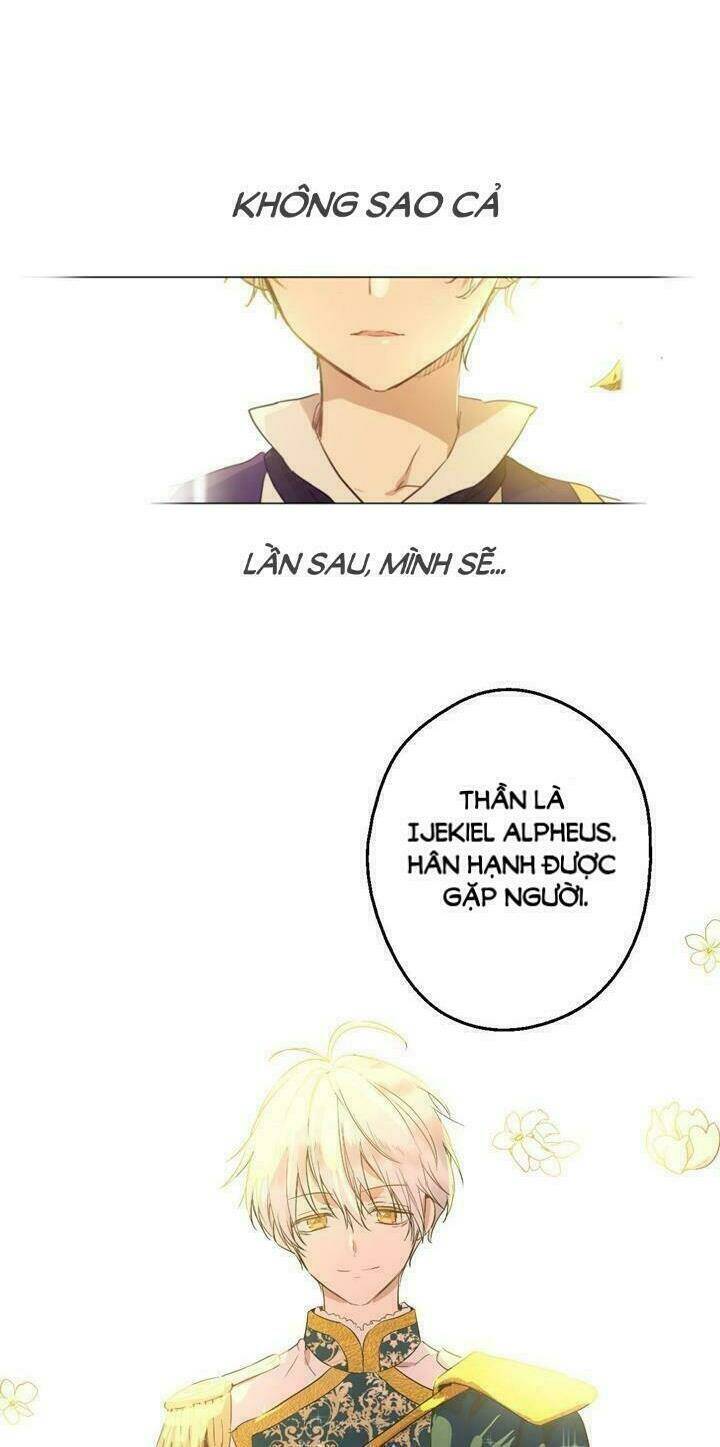 KHÔNG SAO CẢ
LẦN SAU, MÌNH SẼ...
THẦN LÀ
IJEKIEL ALPHEUS.
HÂN HẠNH ĐƯỢC
GẶP NGƯỜI.